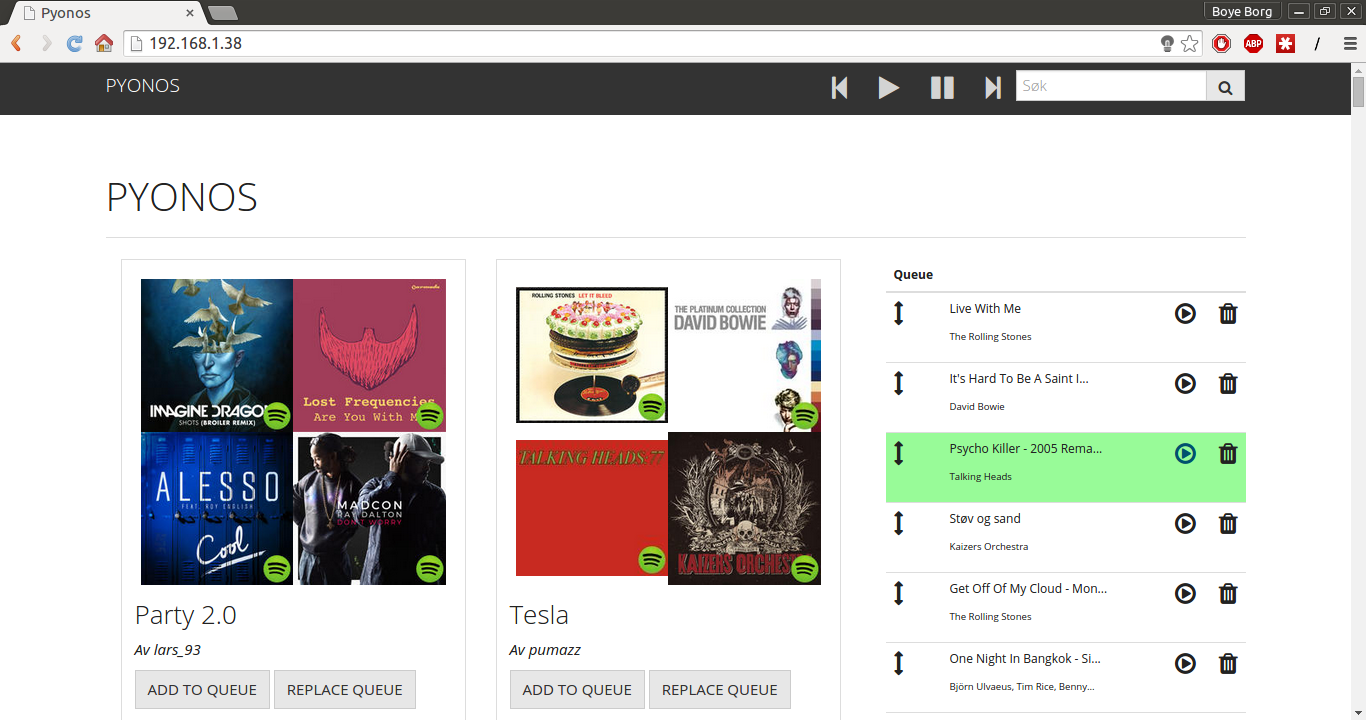 Pyonos
Boye Borg
192.168.1.38
ABP
PYONOS
Søk
PYONOS
IMAGINE DRAGO
SHOTS (BROILER REMIX)
Lost Frequencies
Are You With M
ALESSO
FEAT. ROY ENGLISH
Cool
MADCON
RAY DALTON
DON'T WORRY
Party 2.0
Av lars_93
ADD TO QUEUE
REPLACE QUEUE
ROLLING STONES LET IT BLEED
THE PLATINUM COLLECTION
DAVID BOWIE
TALKING HEADS: 77
KAIZERS ORCHEST
Tesla
Av pumazz
ADD TO QUEUE
REPLACE QUEUE
Queue
Live With Me
The Rolling Stones
It's Hard To Be A Saint I...
David Bowie
Psycho Killer - 2005 Rema...
Talking Heads
Støv og sand
Kaizers Orchestra
Get Off Of My Cloud - Mon...
The Rolling Stones
One Night In Bangkok - Si...
Björn Ulvaeus, Tim Rice, Benny...